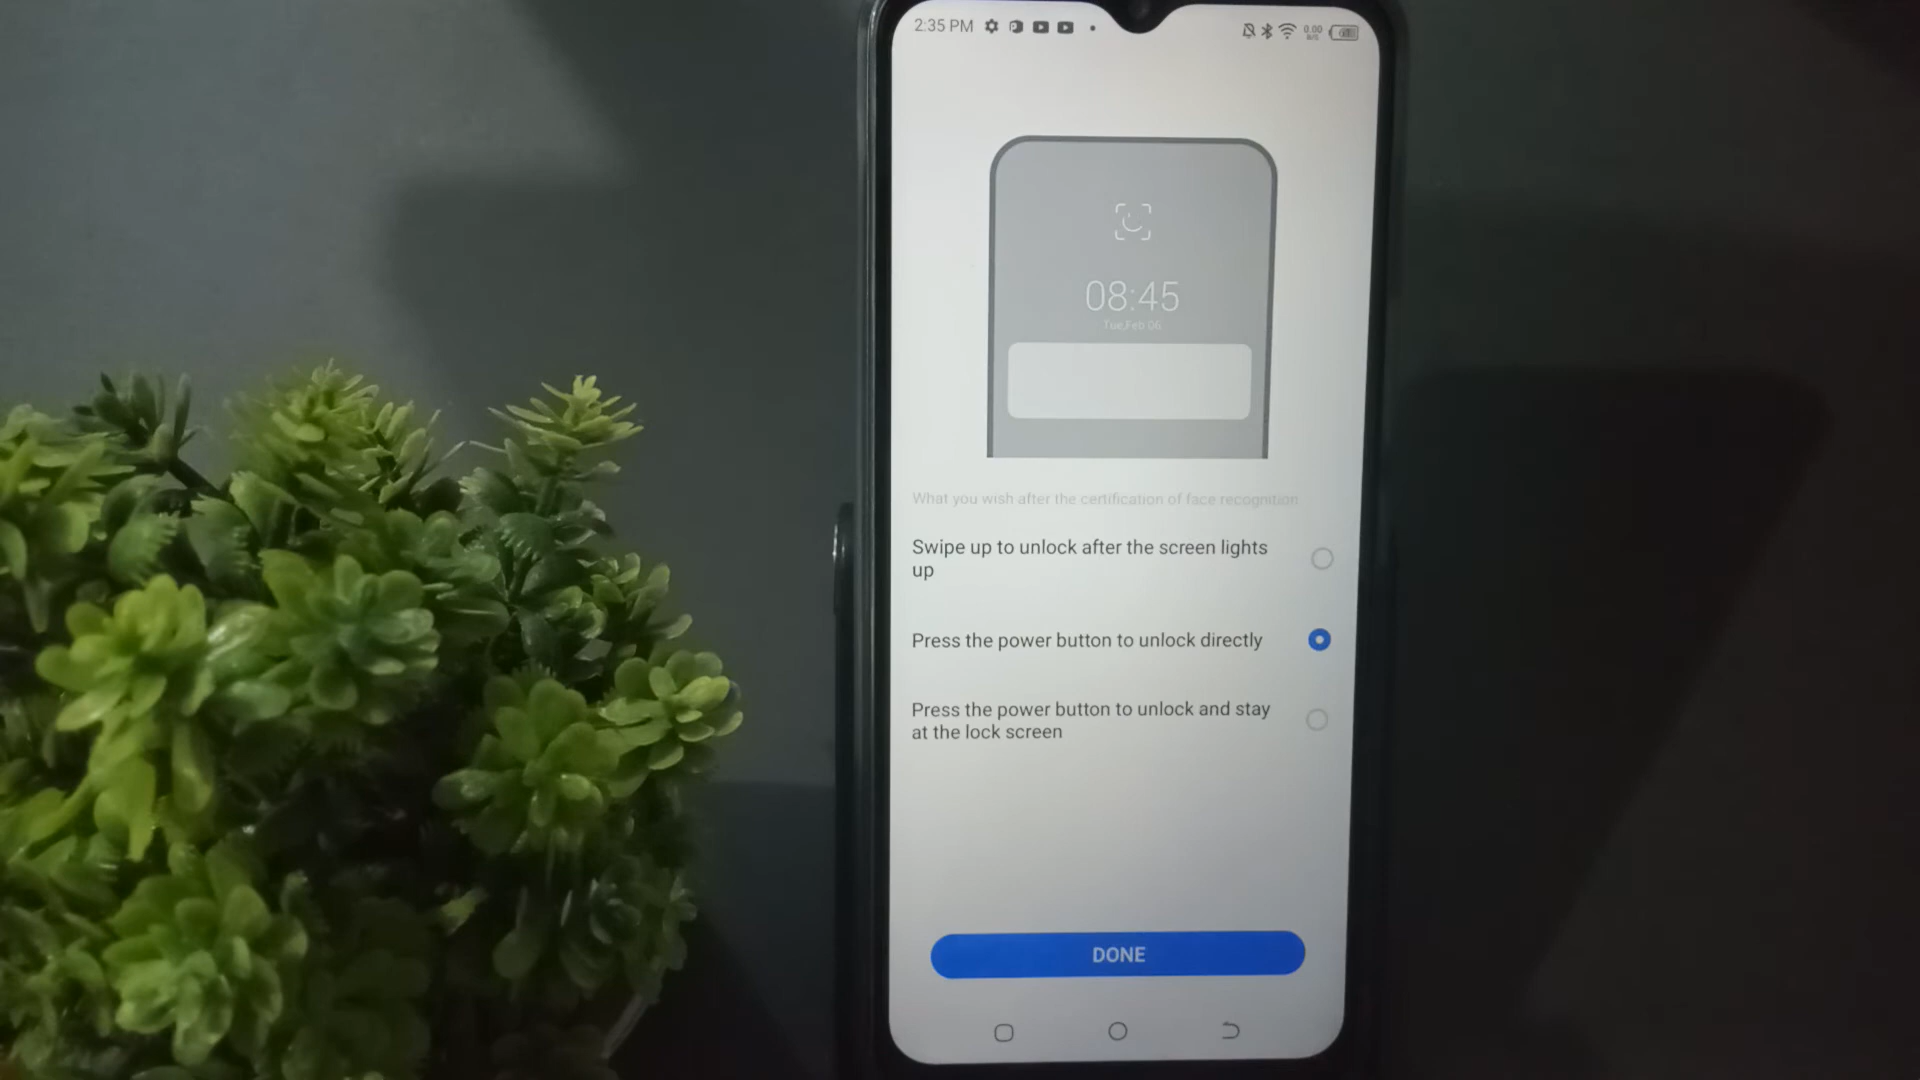 2:35 PM
0.00
08:45
Tue,Feb 06
What you wish after the certification of face recognition
Swipe up to unlock after the screen lights
up
Press the power button to unlock directly
Press the power button to unlock and stay
at the lock screen
DONE